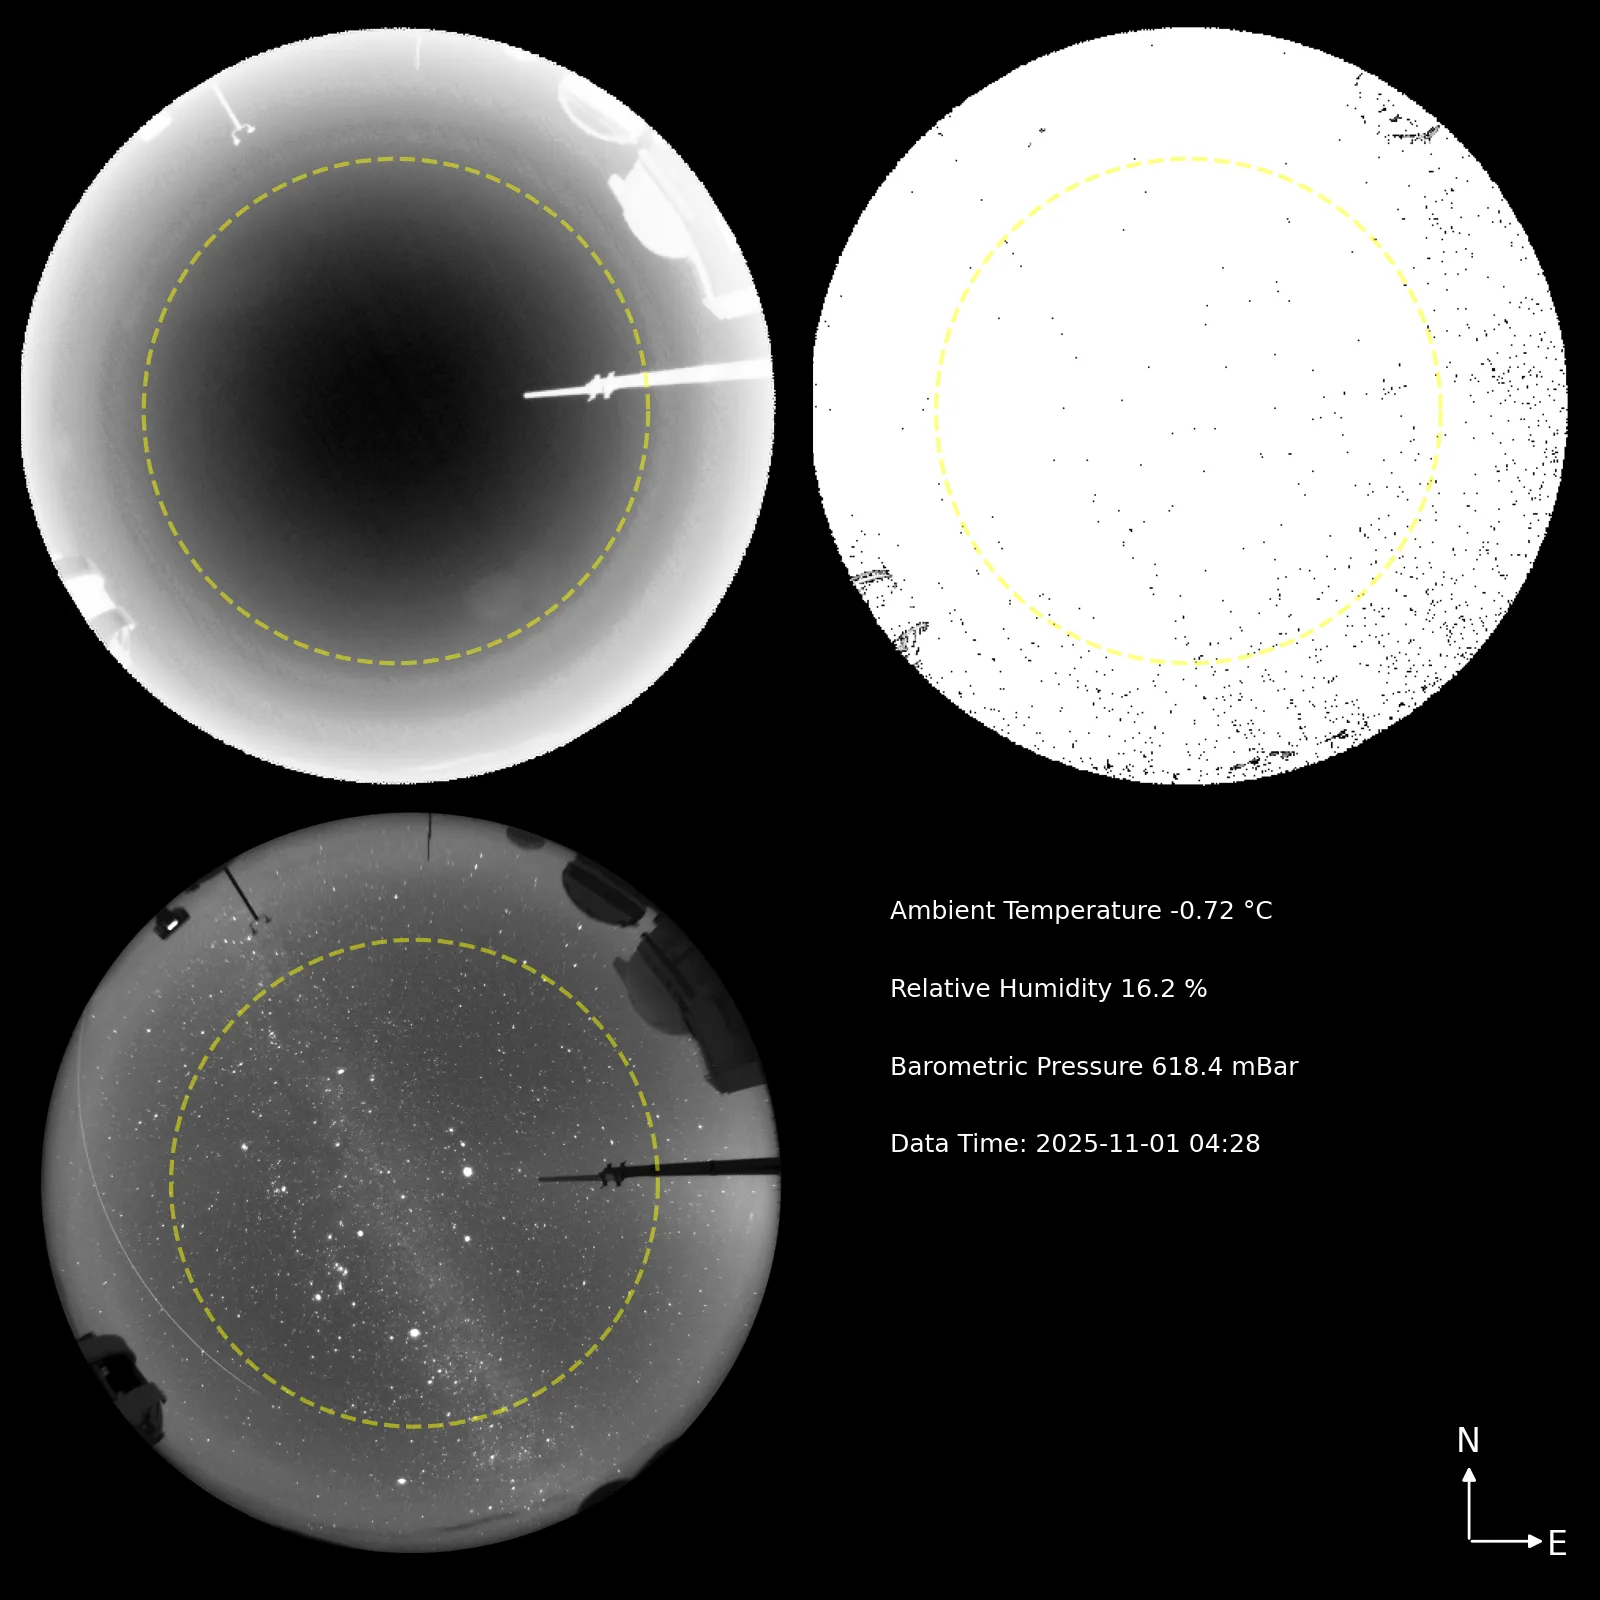 Ambient Temperature -0.72 °C
Relative Humidity 16.2 %
Barometric Pressure 618.4 mBar
Data Time: 2025-11-01 04:28
N
E